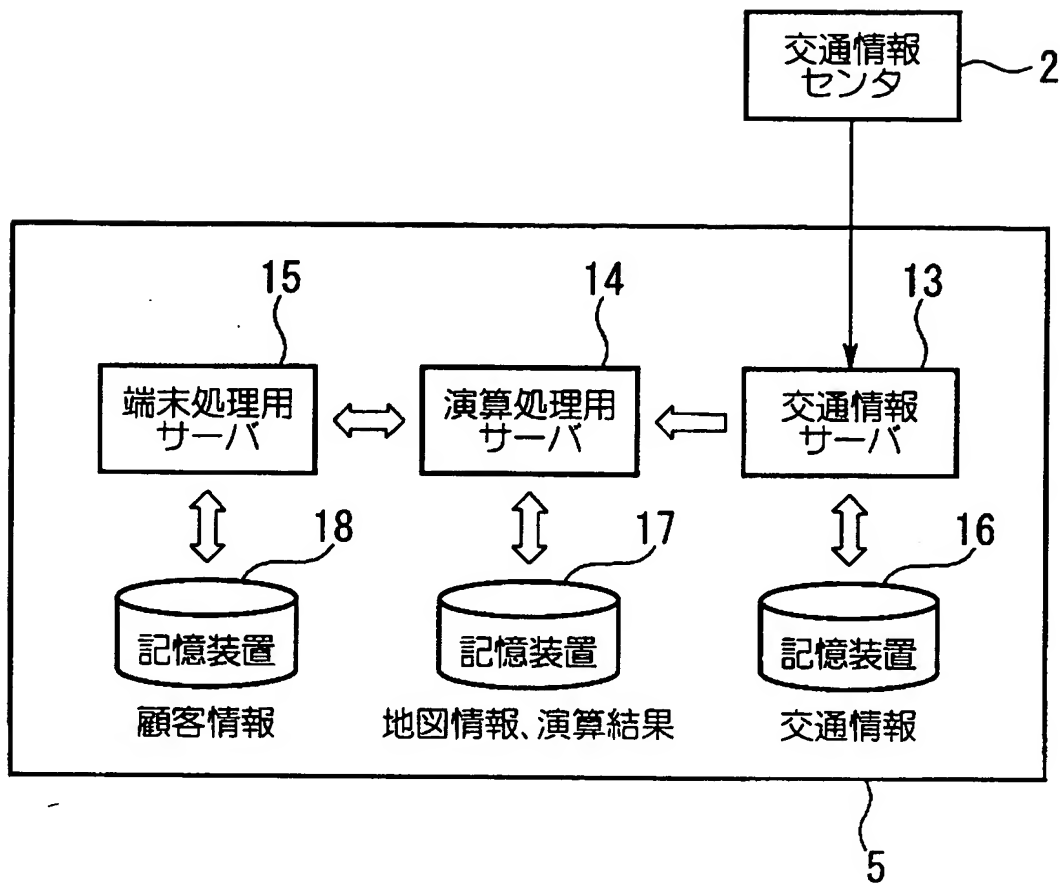 交通情報
センタ
2
15
14
13
端末処理用
サーバ
演算処理用
サーバ
交通情報
サーバ
18
17
16
記憶装置
記憶装置
記憶装置
顧客情報
地図情報、演算結果
交通情報
5